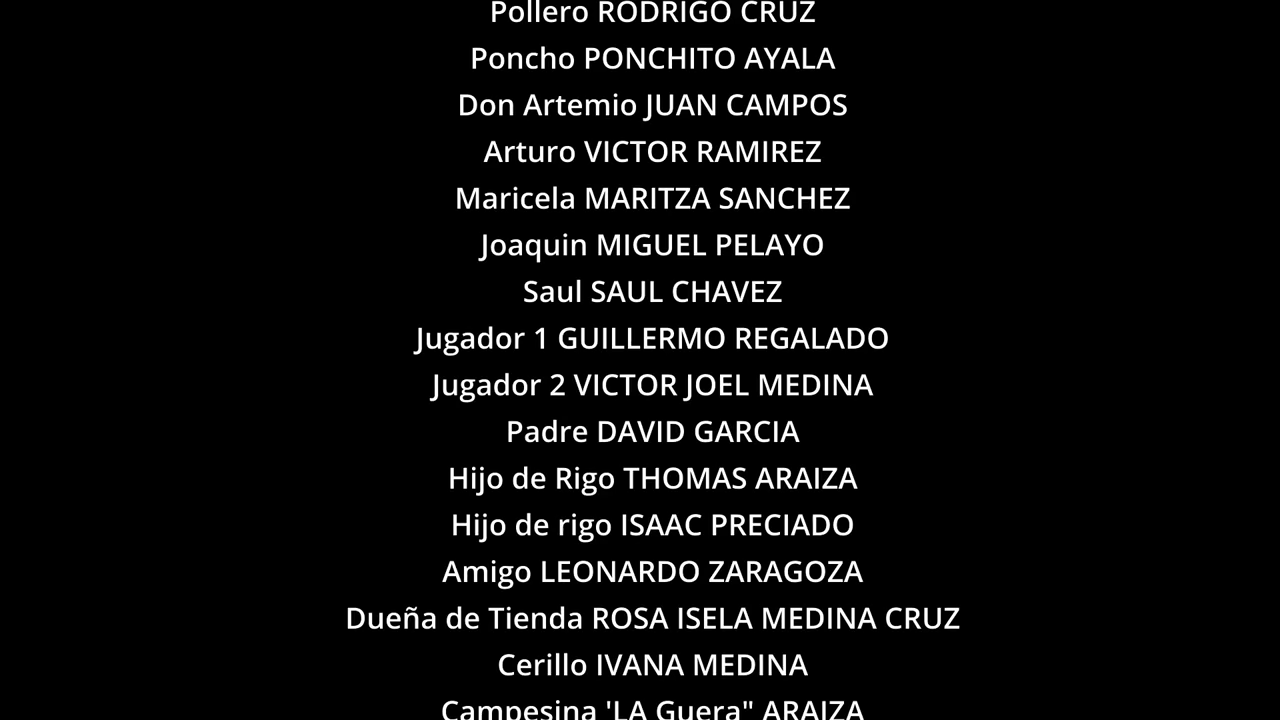 Pollero RODRIGO CRUZ
Poncho PONCHITO AYALA
Don Artemio JUAN CAMPOS
Arturo VICTOR RAMIREZ
Maricela MARITZA SANCHEZ
Joaquin MIGUEL PELAYO
Saul SAUL CHAVEZ
Jugador 1 GUILLERMO REGALADO
Jugador 2 VICTOR JOEL MEDINA
Padre DAVID GARCIA
Hijo de Rigo THOMAS ARAIZA
Hijo de rigo ISAAC PRECIADO
Amigo LEONARDO ZARAGOZA
Dueña de Tienda ROSA ISELA MEDINA CRUZ
Cerillo IVANA MEDINA
Campesina 'LA Guera" ARAIZA